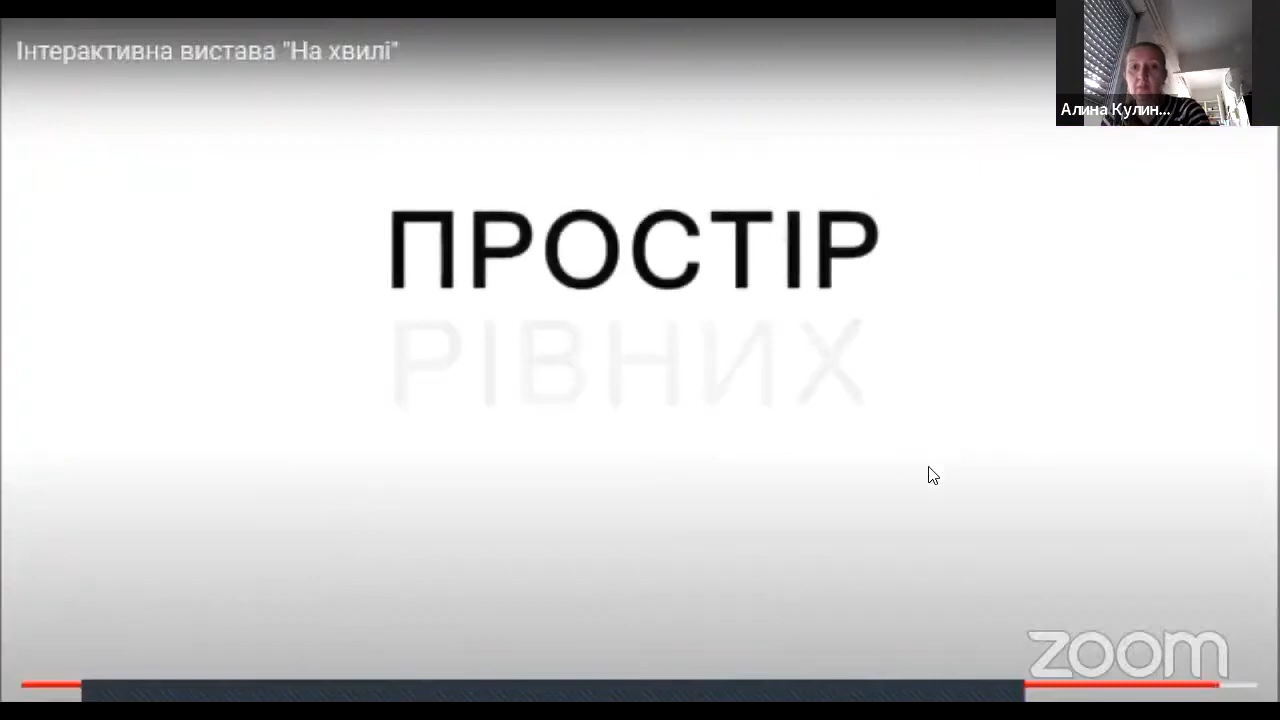 Інтерактивна вистава "На хвилі"
Алина Кулин...
ПРОСТІР
РІВНИХ
zoom